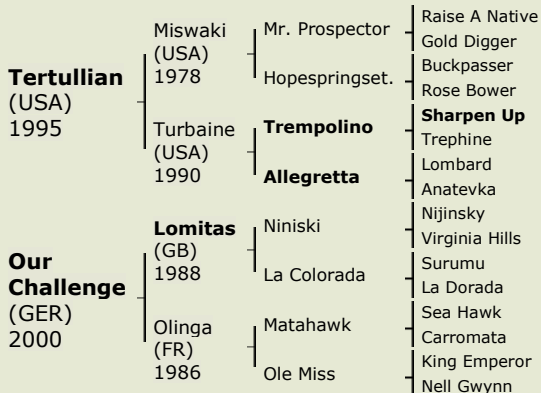 Tertullian
(USA)
1995
Our
Challenge
(GER)
2000
Miswaki
(USA)
1978
Turbaine
(USA)
1990
Lomitas
(GB)
1988
Olinga
(FR)
1986
Mr. Prospector
Hopespringset.
Trempolino
Allegretta
Niniski
La Colorada
Matahawk
Ole Miss
Raise A Native
Gold Digger
Buckpasser
Rose Bower
Sharpen Up
Trephine
Lombard
Anatevka
Nijinsky
Virginia Hills
Surumu
La Dorada
Sea Hawk
Carromata
King Emperor
Nell Gwynn